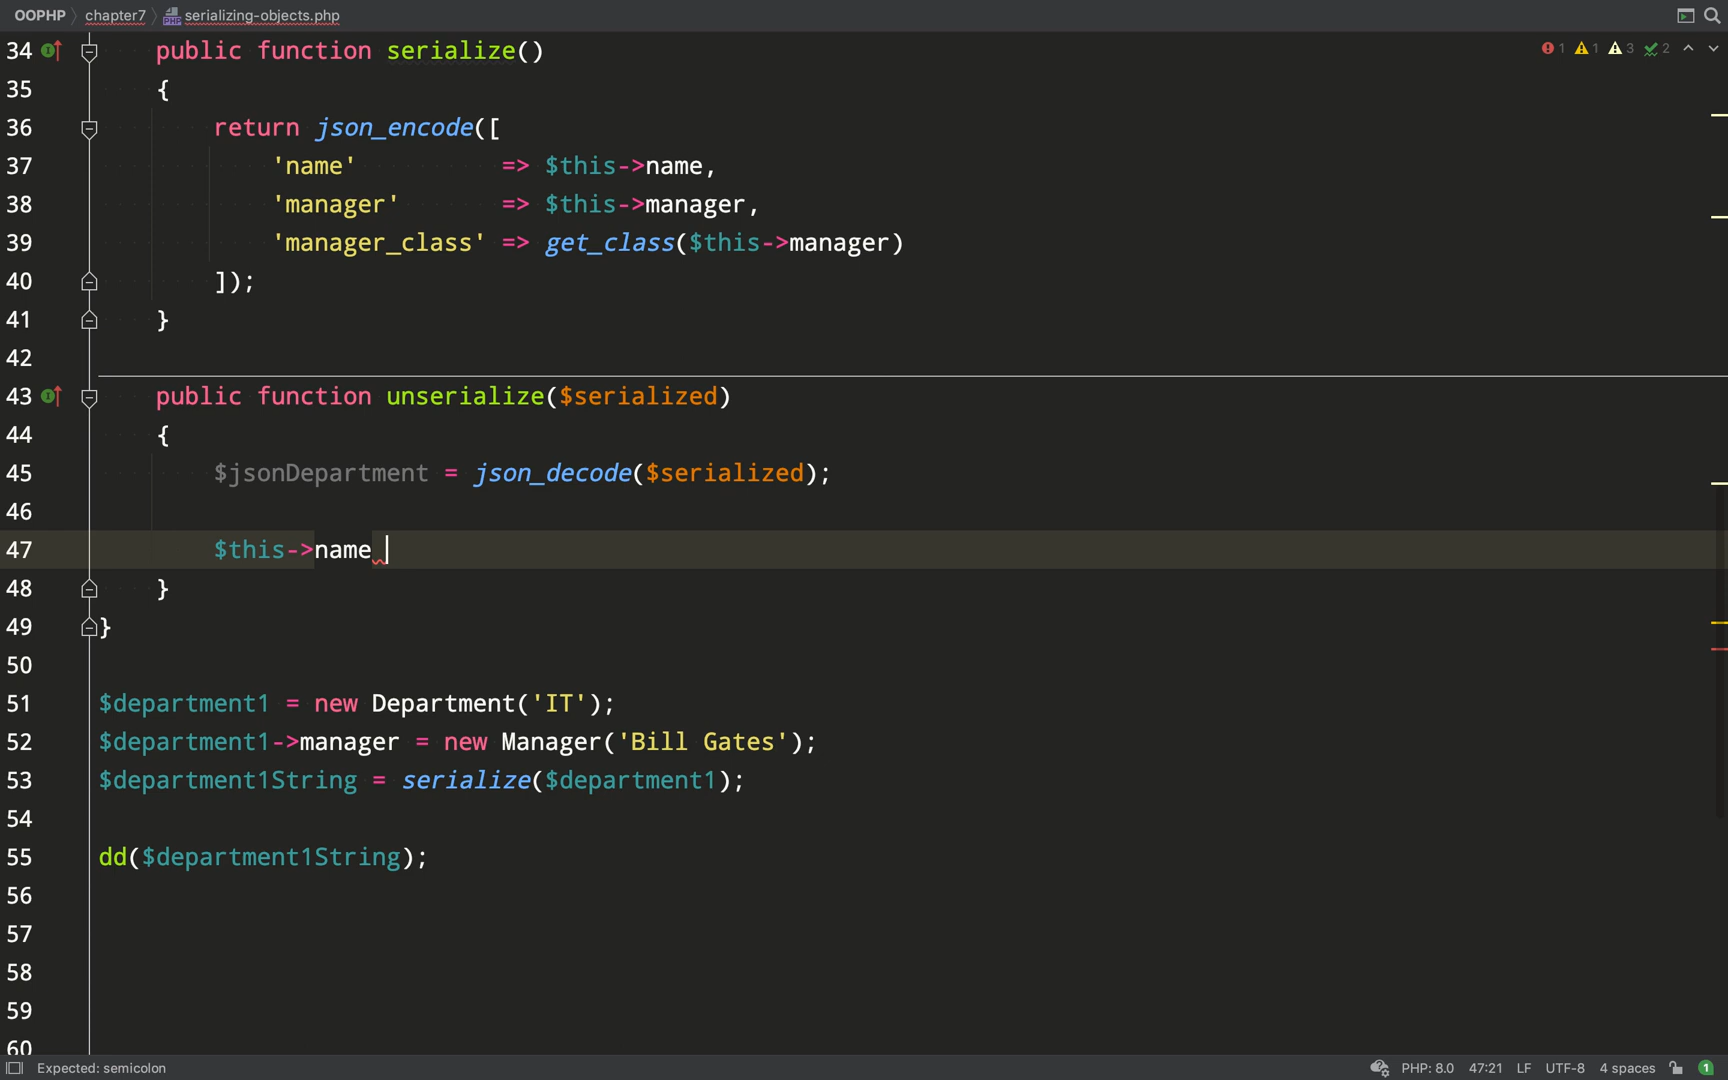 OOPHP chapter7 serializing-objects.php
34 public function serialize() 1 1 3 2
35 {
36 return json_encode([
37 'name' => $this->name,
38 'manager' => $this->manager,
39 'manager_class' => get_class($this->manager)
40 ]);
41 }
42
43 public function unserialize($serialized)
44 {
45 $jsonDepartment = json_decode($serialized);
46
47 $this->name
48 }
49 }
50
51 $department1 = new Department('IT');
52 $department1->manager = new Manager('Bill Gates');
53 $department1String = serialize($department1);
54
55 dd($department1String);
56
57
58
59
60
Expected: semicolon PHP: 8.0 47:21 LF UTF-8 4 spaces 1